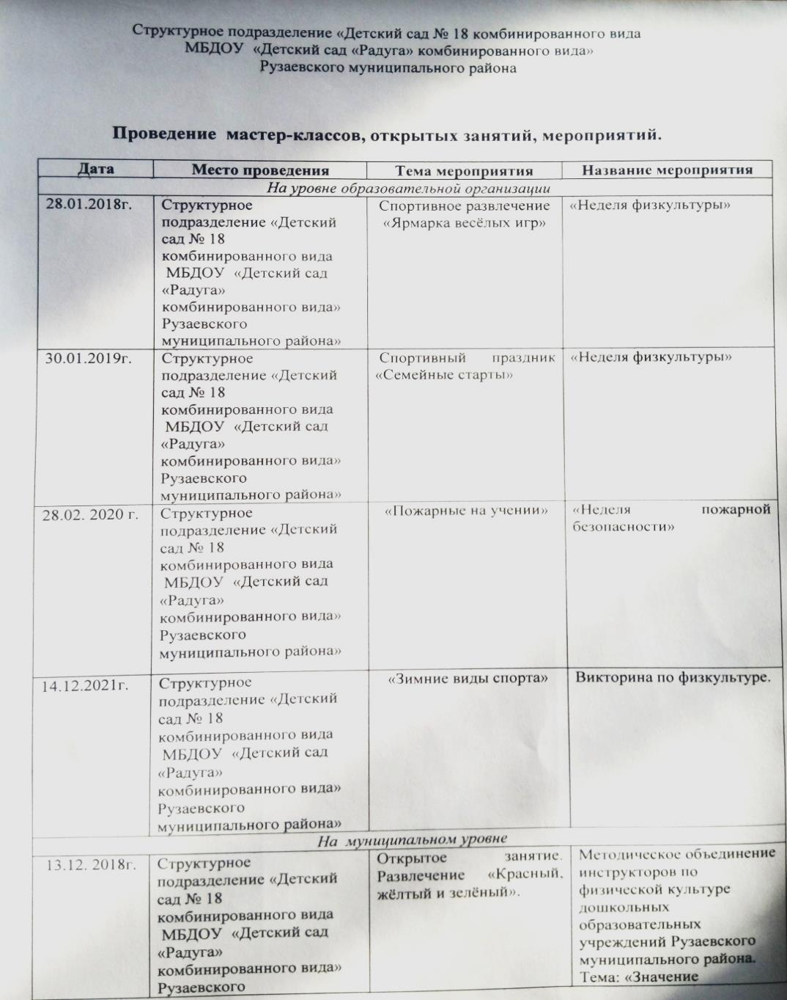 Структурное подразделение «Детский сад № 18 комбинированного вида
МБДОУ «Детский сад «Радуга» комбинированного вида»
Рузаевского муниципального района
Проведение мастер-классов, открытых занятий, мероприятий.
Дата Место проведения Тема мероприятия Название мероприятия
На уровне образовательной организации
28.01.2018г.
Структурное
подразделение «Детский
сад № 18
комбинированного вида
МБДОУ «Детский сад
«Радуга»
комбинированного вида»
Рузаевского
муниципального района»
Спортивное развлечение
«Ярмарка весёлых игр»
«Неделя физкультуры»
30.01.2019г.
Структурное
подразделение «Детский
сад № 18
комбинированного вида
МБДОУ «Детский сад
«Радуга»
комбинированного вида»
Рузаевского
муниципального района»
Спортивный праздник
«Семейные старты»
«Неделя физкультуры»
28.02. 2020 г.
Структурное
подразделение «Детский
сад № 18
комбинированного вида
МБДОУ «Детский сад
«Радуга»
комбинированного вида»
Рузаевского
муниципального района»
«Пожарные на учении»
«Неделя пожарной
безопасности»
14.12.2021г.
Структурное
подразделение «Детский
сад № 18
комбинированного вида
МБДОУ «Детский сад
«Радуга»
комбинированного вида»
Рузаевского
муниципального района»
«Зимние виды спорта»
Викторина по физкультуре.
На муниципальном уровне
13.12. 2018г.
Структурное
подразделение «Детский
сад № 18
комбинированного вида
МБДОУ «Детский сад
«Радуга»
комбинированного вида»
Рузаевского
Открытое занятие.
Развлечение «Красный,
жёлтый и зелёный».
Методическое объединение
инструкторов по
физической культуре
дошкольных
образовательных
учреждений Рузаевского
муниципального района.
Тема: «Значение